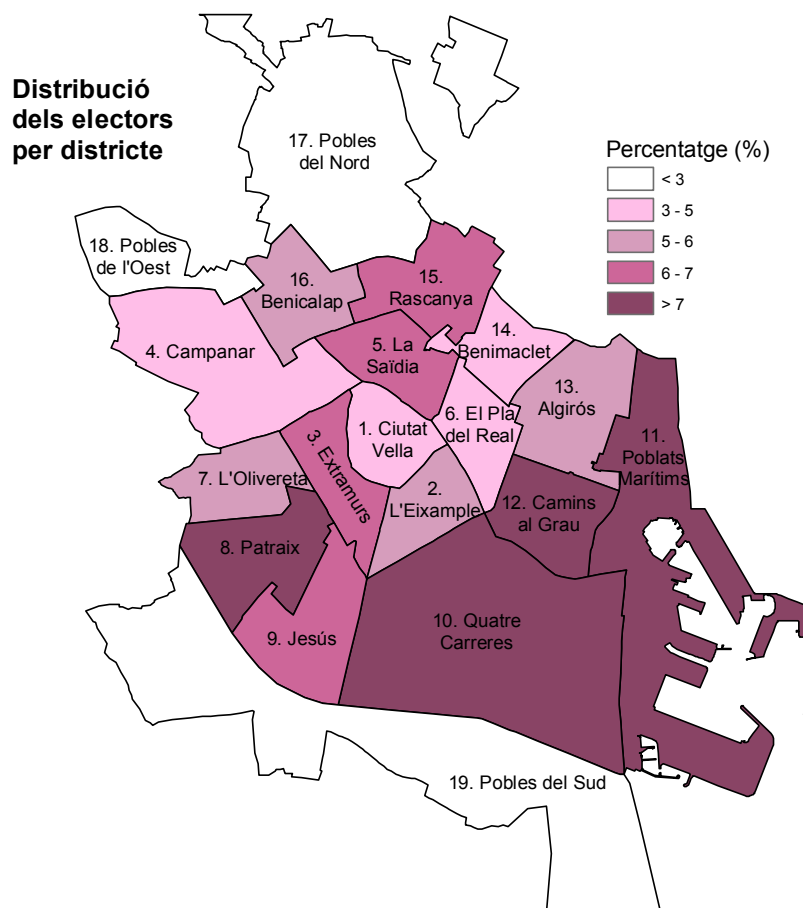 Distribució
dels electors
per districte
17. Pobles
del Nord
Percentatge (%)
< 3
3 - 5
5 - 6
6 - 7
> 7
18. Pobles
de l'Oest
16.
Benicalap
15.
Rascanya
14.
Benimaclet
4. Campanar
5. La
Saïdia
13.
Algirós
6. El Pla
del Real
1. Ciutat
Vella
3. Extramurs
11.
Poblats
Marítims
7. L'Olivereta
2.
L'Eixample
12. Camins
al Grau
8. Patraix
9. Jesús
10. Quatre
Carreres
19. Pobles del Sud